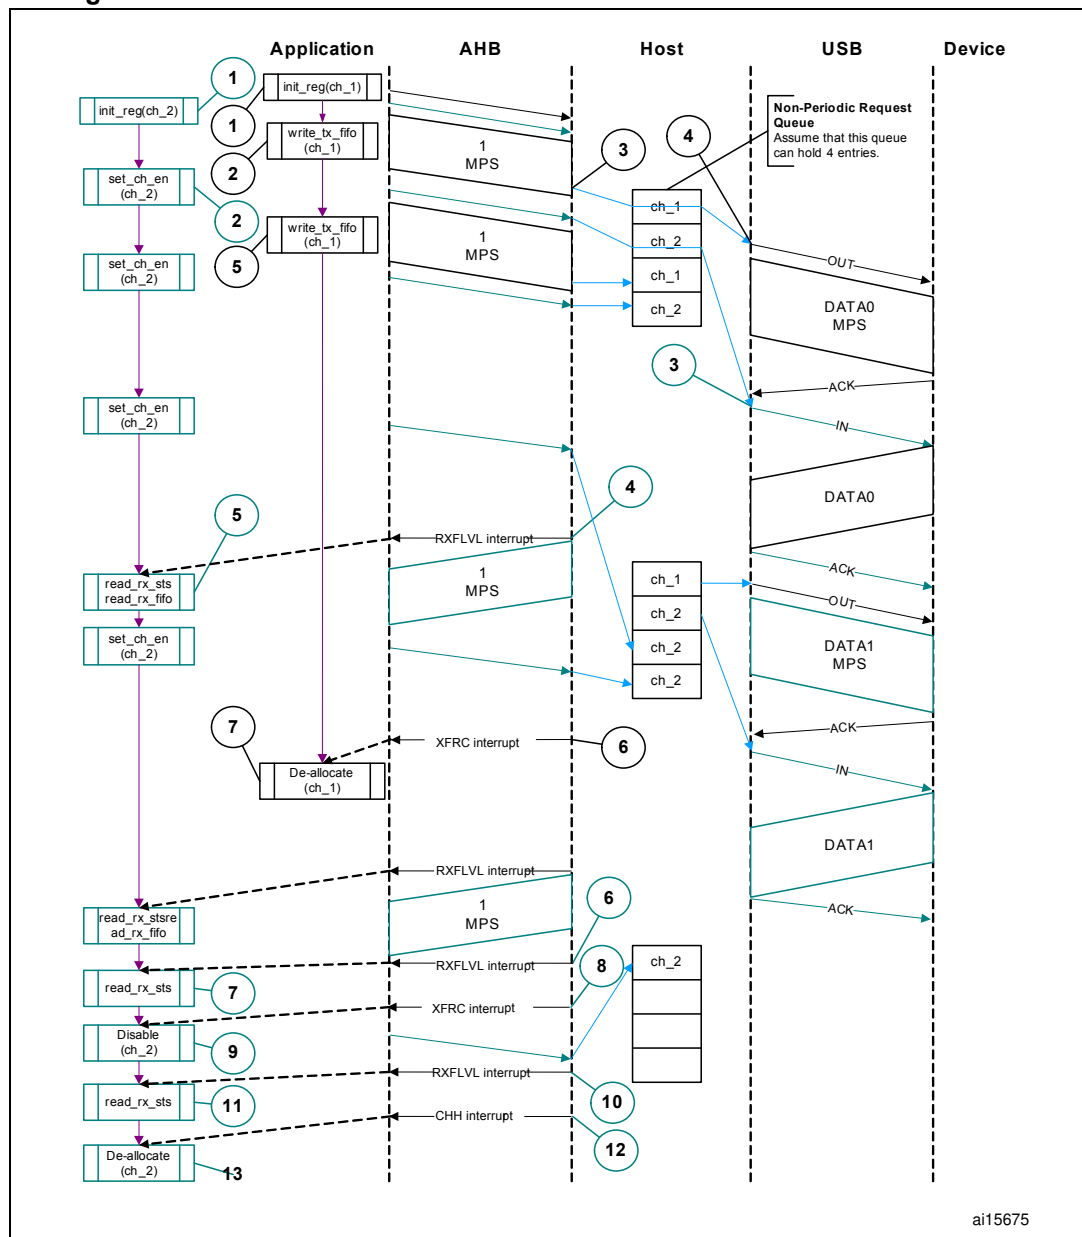 Application AHB Host USB Device
1
init_reg(ch_1)
init_reg(ch_2)
1
Non-Periodic Request
Queue
Assume that this queue
can hold 4 entries.
write_tx_fifo
(ch_1)
2
1
MPS
3
4
set_ch_en
(ch_2)
2
ch_1
write_tx_fifo
(ch_1)
5
1
MPS
ch_2
set_ch_en
(ch_2)
OUT
ch_1
ch_2
DATA0
MPS
3
ACK
set_ch_en
(ch_2)
IN
4
DATA0
5
RXFLVL interrupt
read_rx_sts
read_rx_fifo
1
MPS
ch_1
ACK
OUT
ch_2
set_ch_en
(ch_2)
ch_2
DATA1
MPS
ch_2
7
XFRC interrupt
6
ACK
De-allocate
(ch_1)
IN
DATA1
RXFLVL interrupt
read_rx_stsre
ad_rx_fifo
1
MPS
6
ACK
RXFLVL interrupt
8
ch_2
read_rx_sts
7
XFRC interrupt
Disable
(ch_2)
9
RXFLVL interrupt
read_rx_sts
11
10
CHH interrupt
12
De-allocate
(ch_2)
13
ai15675